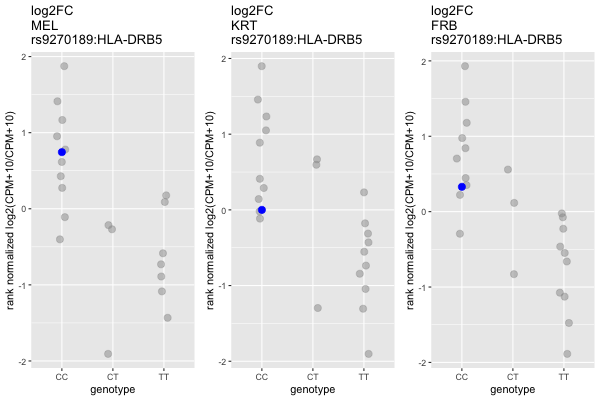 log2FC
MEL
rs9270189:HLA-DRB5
rank normalized log2(CPM+10/CPM+10)
2
1
0
-1
-2
CC CT TT
genotype
log2FC
KRT
rs9270189:HLA-DRB5
rank normalized log2(CPM+10/CPM+10)
2
1
0
-1
-2
CC CT TT
genotype
log2FC
FRB
rs9270189:HLA-DRB5
rank normalized log2(CPM+10/CPM+10)
2
1
0
-1
-2
CC CT TT
genotype